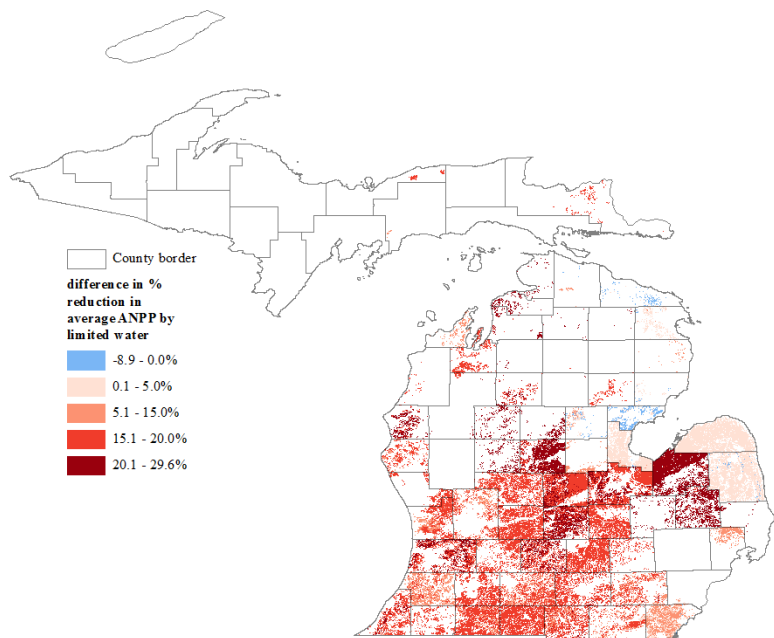 County border
difference in %
reduction in
average ANPP by
limited water
-8.9 - 0.0%
0.1 - 5.0%
5.1 - 15.0%
15.1 - 20.0%
20.1 - 29.6%